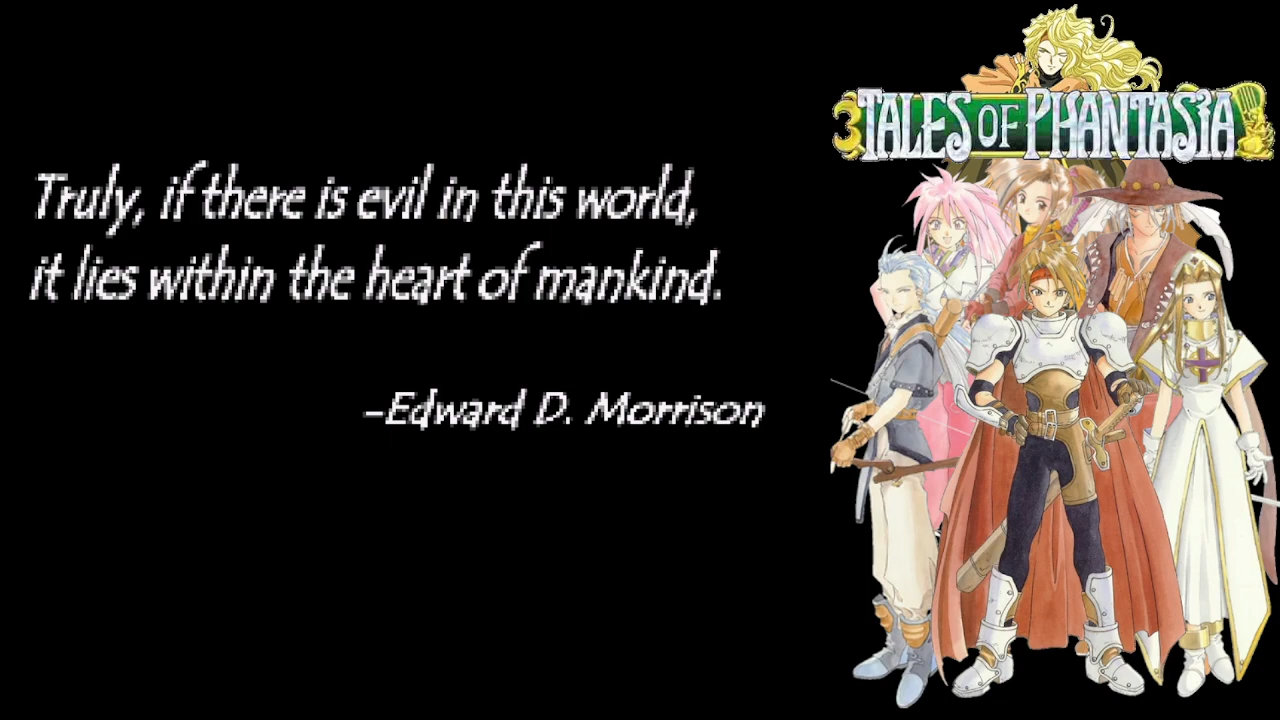 TALES OF PHANTASIA
Truly, if there is evil in this world,
it lies within the heart of mankind.
-Edward D. Morrison